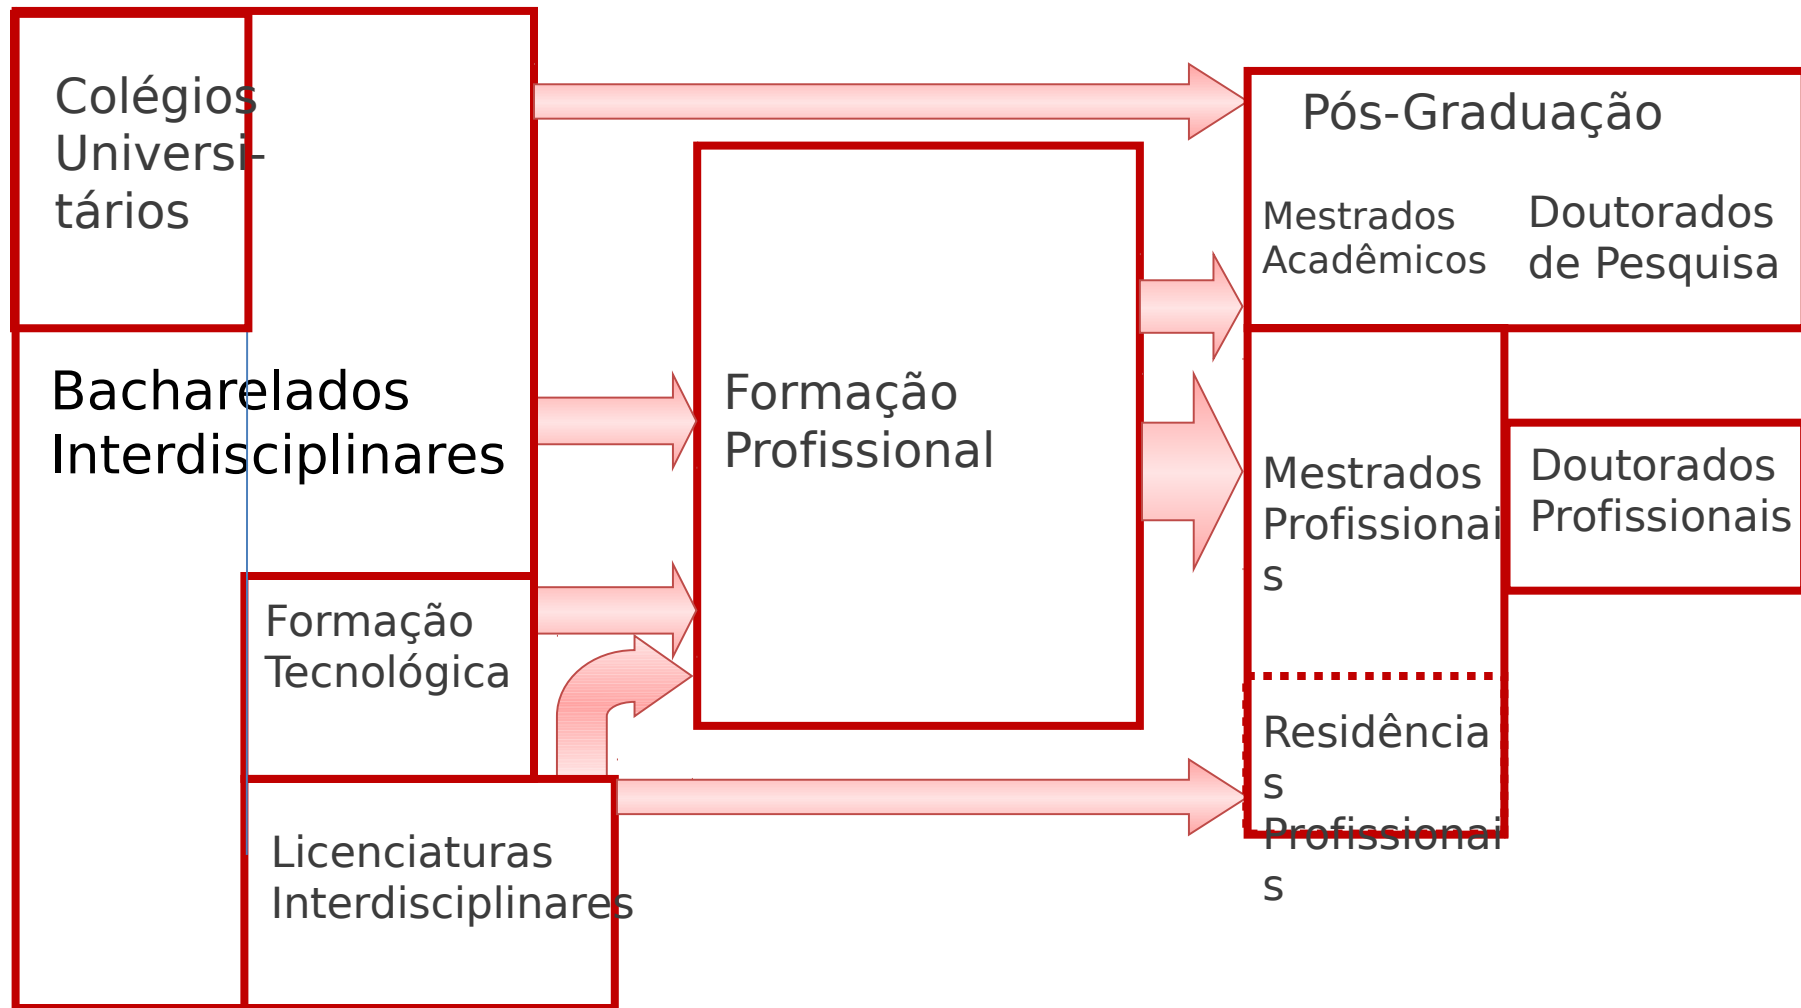 Colégios
Universi-
tários
Bacharelados
Interdisciplinares
Formação
Tecnológica
Licenciaturas
Interdisciplinares
Formação
Profissional
Pós-Graduação
Mestrados
Acadêmicos
Doutorados
de Pesquisa
Mestrados
Profissionai
s
Doutorados
Profissionais
Residência
s
Profissionai
s